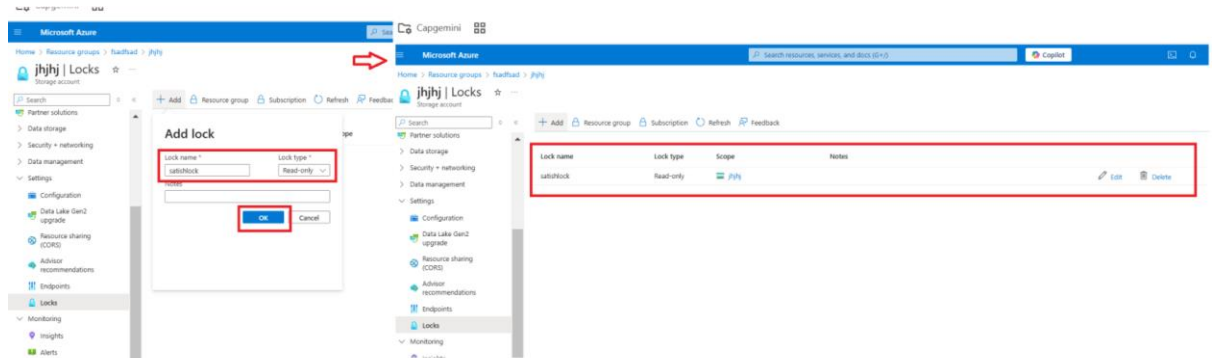 Microsoft Azure
Home > Resource groups > fsadfsad > jhjhj
jhjhj | Locks
Storage account
Search
+ Add Resource group Subscription Refresh Feedback
Partner solutions
> Data storage
> Security + networking
> Data management
Settings
Configuration
Data Lake Gen2
upgrade
Resource sharing
(CORS)
Advisor
recommendations
Endpoints
Locks
Monitoring
Insights
Alerts
Add lock
Lock name * Lock type *
satishlock Read-only
Notes
OK Cancel
Capgemini
Microsoft Azure
Search resources, services, and docs (G+/)
Copilot
Home > Resource groups > fsadfsad > jhjhj
jhjhj | Locks
Storage account
Search
+ Add Resource group Subscription Refresh Feedback
Partner solutions
> Data storage
> Security + networking
> Data management
Settings
Configuration
Data Lake Gen2
upgrade
Resource sharing
(CORS)
Advisor
recommendations
Endpoints
Locks
Monitoring
Lock name Lock type Scope Notes
satishlock Read-only jhjhj Edit Delete